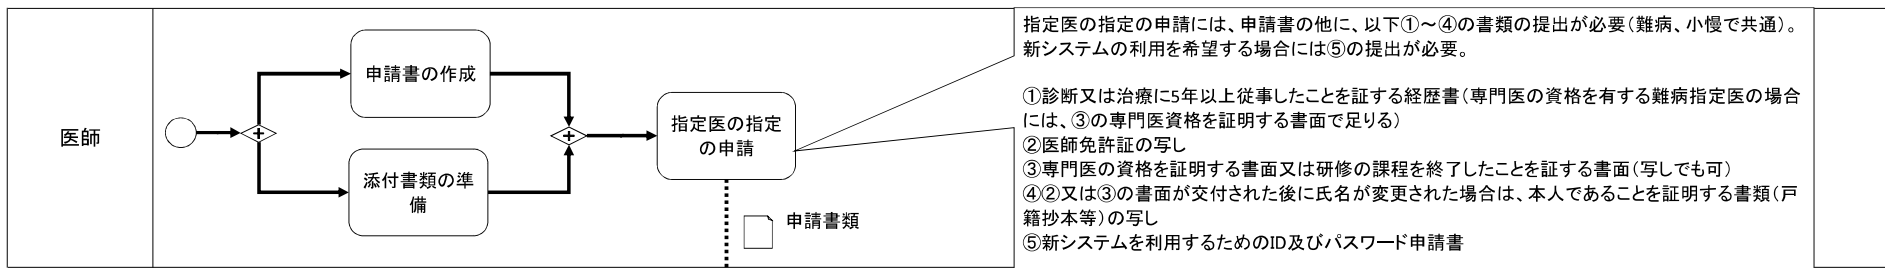 医師
申請書の作成
添付書類の準
備
指定医の指定
の申請
申請書類
指定医の指定の申請には、申請書の他に、以下①～④の書類の提出が必要（難病、小慢で共通）。
新システムの利用を希望する場合には⑤の提出が必要。
①診断又は治療に5年以上従事したことを証する経歴書（専門医の資格を有する難病指定医の場合
には、③の専門医資格を証明する書面で足りる）
②医師免許証の写し
③専門医の資格を証明する書面又は研修の課程を終了したことを証する書面（写しでも可）
④②又は③の書面が交付された後に氏名が変更された場合は、本人であることを証明する書類（戸
籍抄本等）の写し
⑤新システムを利用するためのID及びパスワード申請書